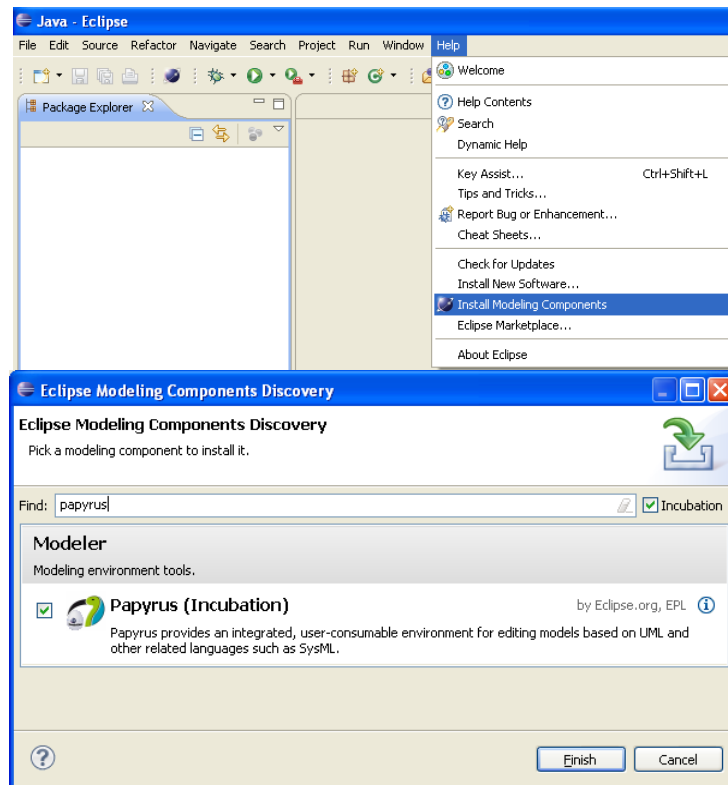 Java - Eclipse
File Edit Source Refactor Navigate Search Project Run Window Help
Package Explorer
Welcome
Help Contents
Search
Dynamic Help
Key Assist... Ctrl+Shift+L
Tips and Tricks...
Report Bug or Enhancement...
Cheat Sheets...
Check for Updates
Install New Software...
Install Modeling Components
Eclipse Marketplace...
About Eclipse
Eclipse Modeling Components Discovery
Eclipse Modeling Components Discovery
Pick a modeling component to install it.
Find: papyrus Incubation
Modeler
Modeling environment tools.
Papyrus (Incubation) by Eclipse.org, EPL
Papyrus provides an integrated, user-consumable environment for editing models based on UML and
other related languages such as SysML.
Finish Cancel